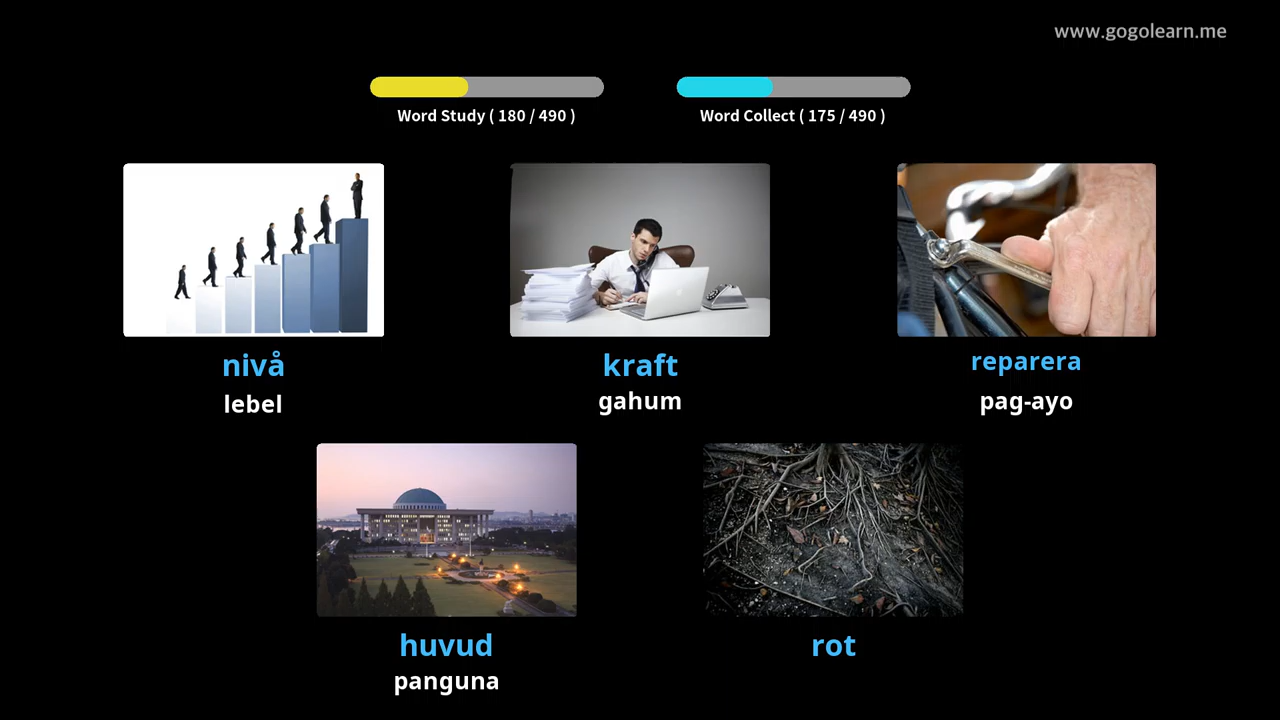 www.gogolearn.me
Word Study ( 180 / 490 )
Word Collect ( 175 / 490 )
nivå
lebel
kraft
gahum
reparera
pag-ayo
huvud
panguna
rot